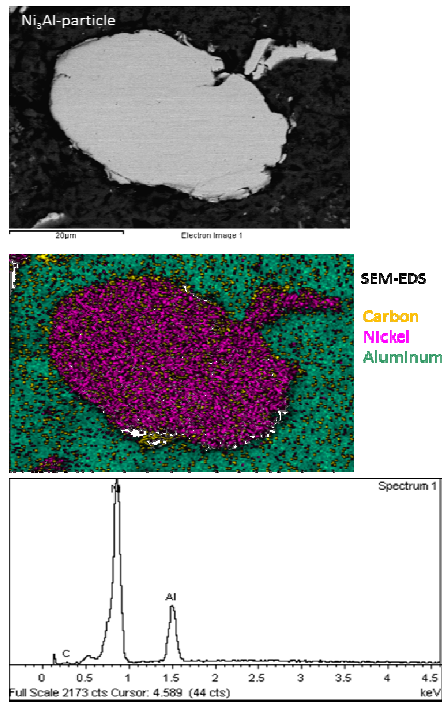 Ni₃Al-particle
20µm
Electron Image 1
SEM-EDS
Carbon
Nickel
Aluminum
Spectrum 1
Ni
Al
C
0 0.5 1 1.5 2 2.5 3 3.5 4 4.5
Full Scale 2173 cts Cursor: 4.589 (44 cts) keV